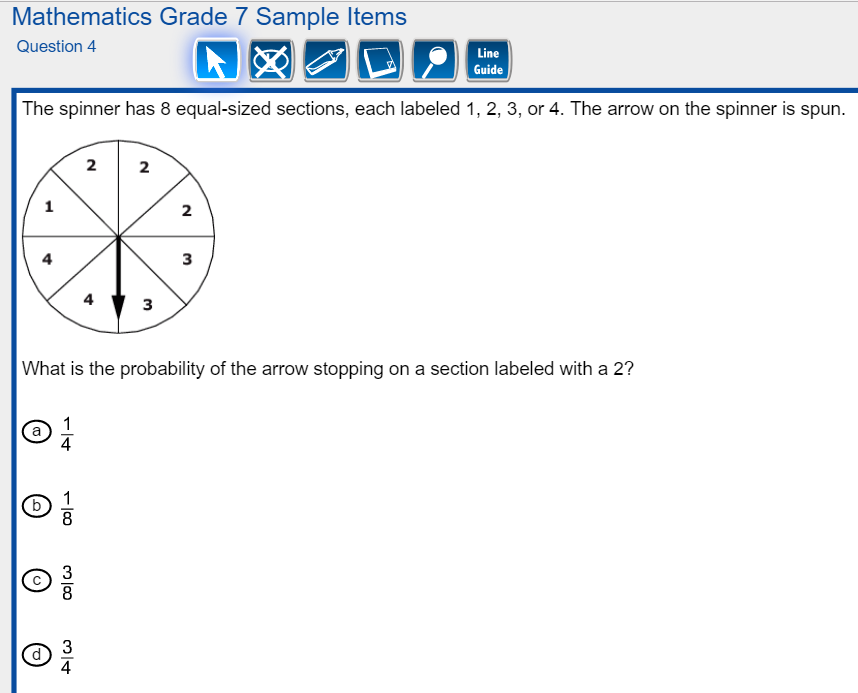 Mathematics Grade 7 Sample Items
Question 4
Line
Guide
The spinner has 8 equal-sized sections, each labeled 1, 2, 3, or 4. The arrow on the spinner is spun.
2 2
1 2
4 3
4 3
What is the probability of the arrow stopping on a section labeled with a 2?
a 1/4
b 1/8
c 3/8
d 3/4